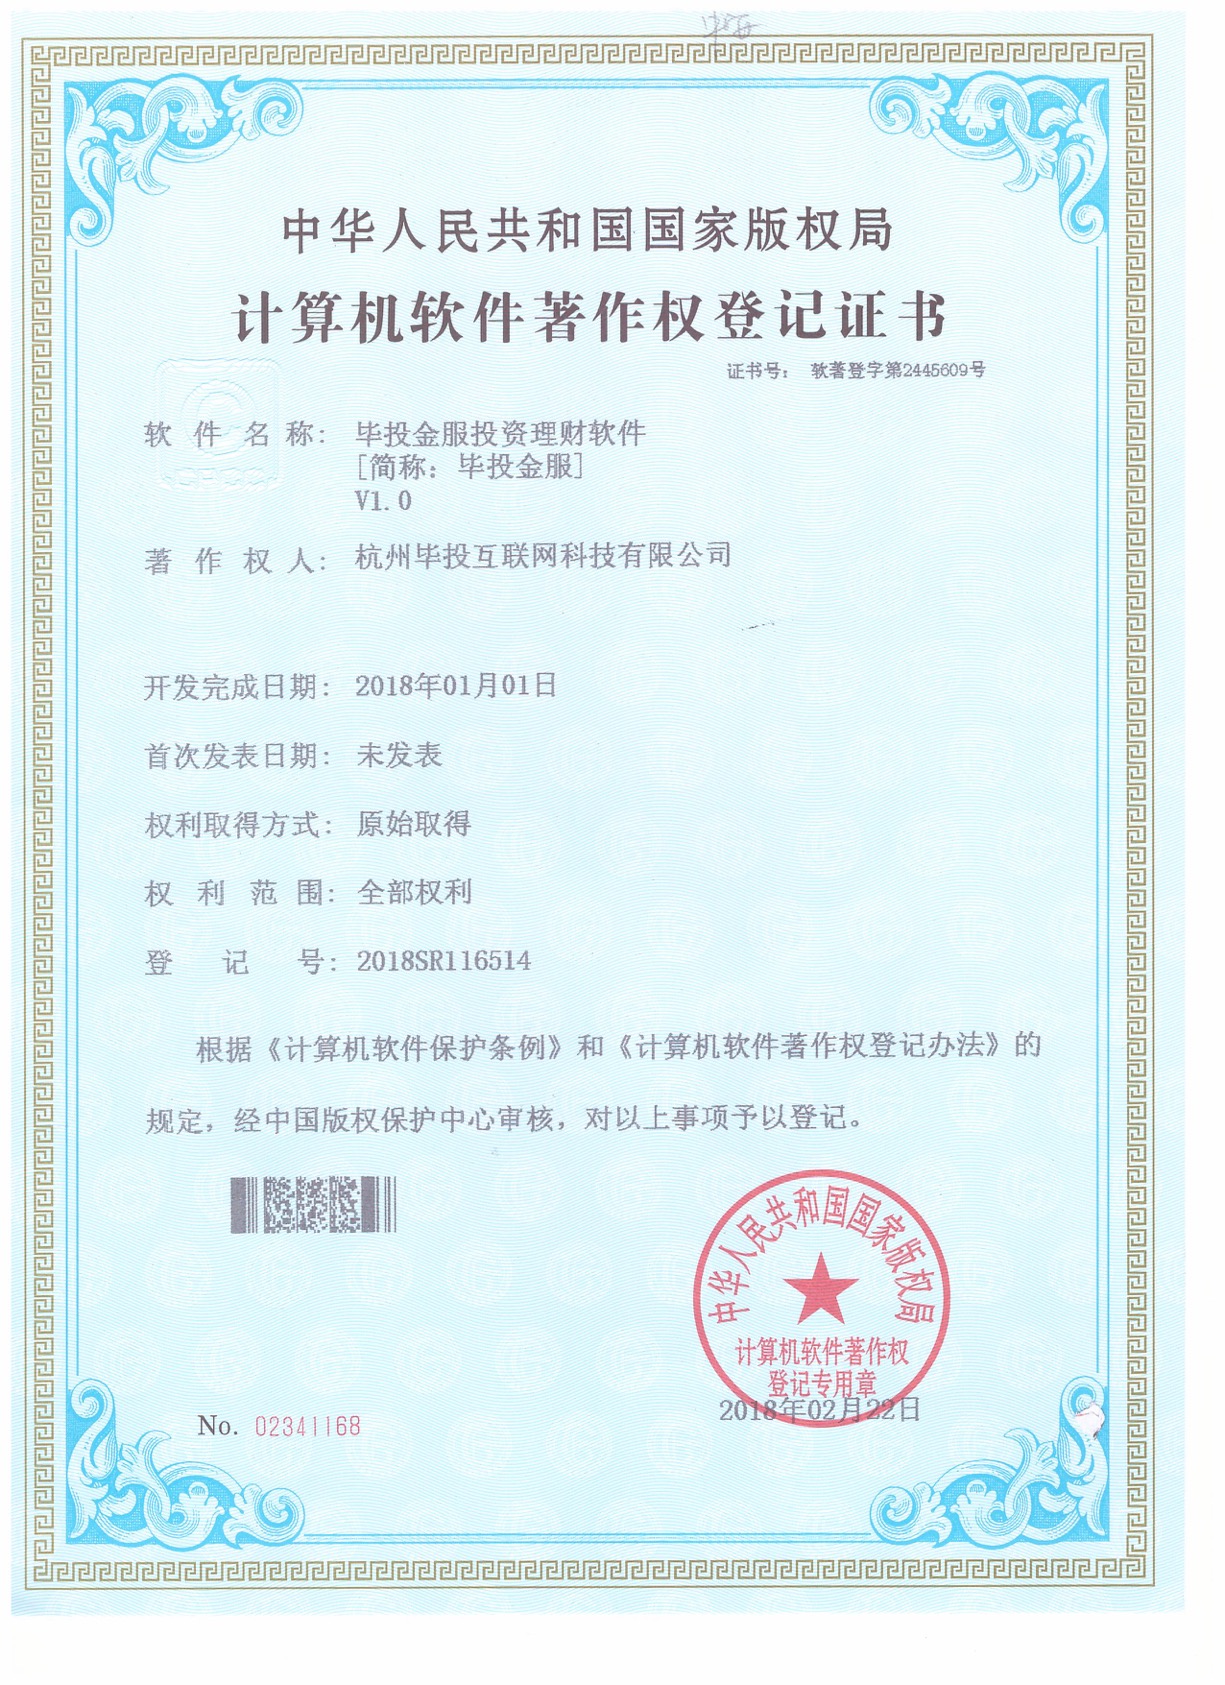 中华人民共和国国家版权局
计算机软件著作权登记证书
证书号： 软著登字第2445609号
软件名称： 毕投金服投资理财软件
[简称：毕投金服]
V1.0
著作权人： 杭州毕投互联网科技有限公司
开发完成日期： 2018年01月01日
首次发表日期： 未发表
权利取得方式： 原始取得
权利范围： 全部权利
登记号： 2018SR116514
根据《计算机软件保护条例》和《计算机软件著作权登记办法》的
规定，经中国版权保护中心审核，对以上事项予以登记。
中华人民共和国国家版权局
计算机软件著作权
登记专用章
2018年02月22日
No. 02341168